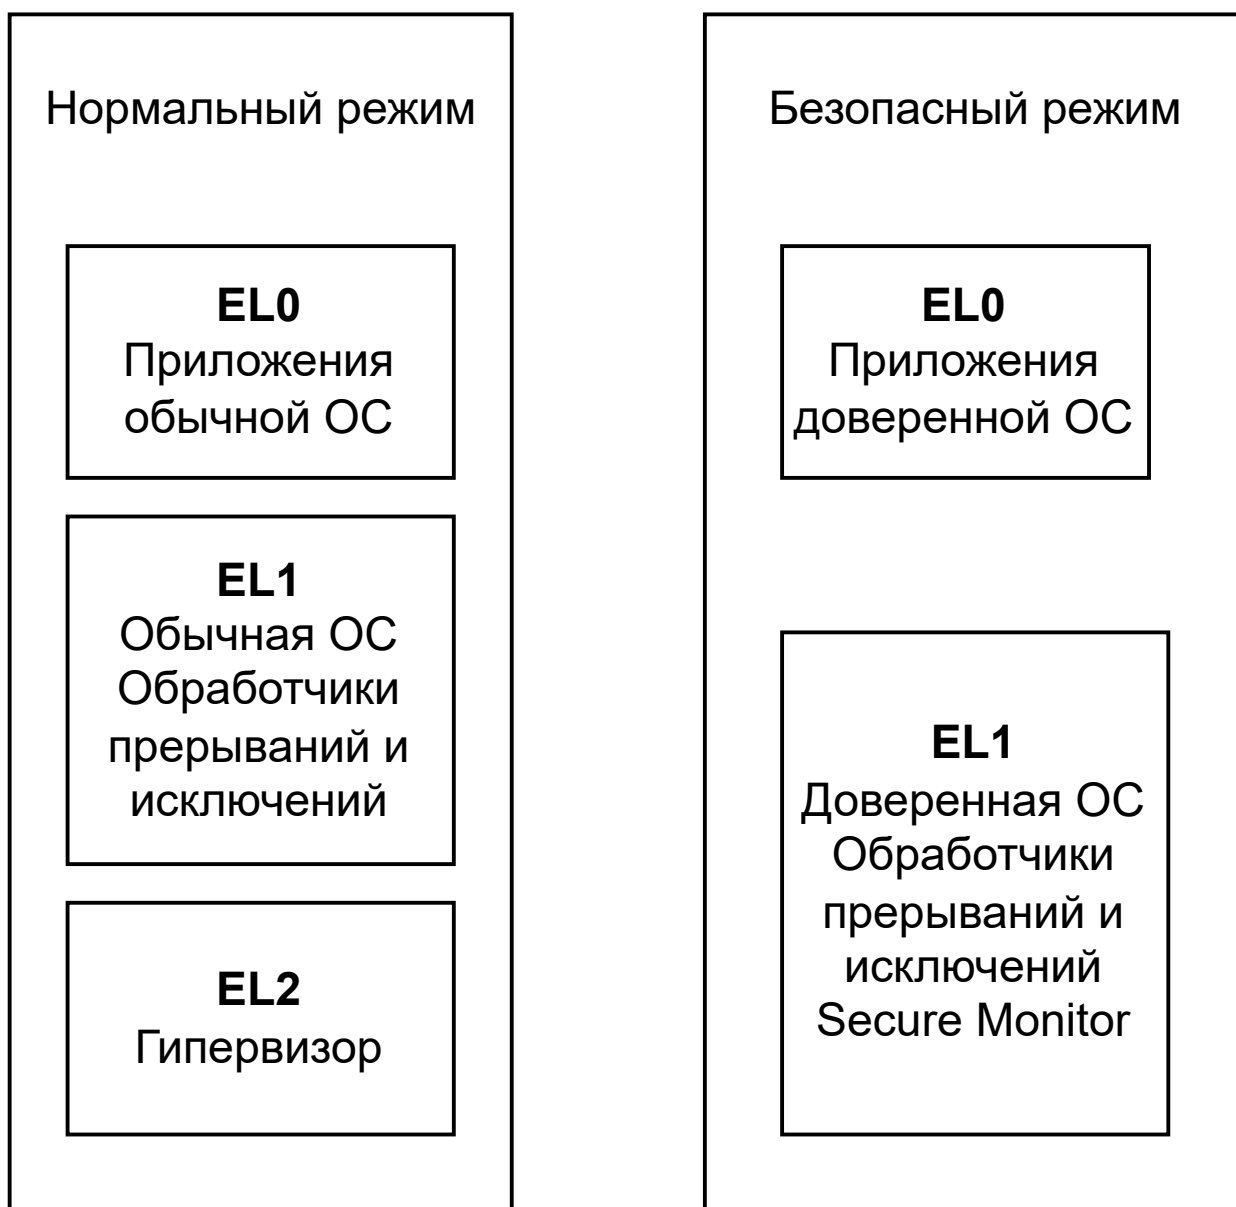 Нормальный режим
EL0
Приложения
обычной ОС
EL1
Обычная ОС
Обработчики
прерываний и
исключений
EL2
Гипервизор
Безопасный режим
EL0
Приложения
доверенной ОС
EL1
Доверенная ОС
Обработчики
прерываний и
исключений
Secure Monitor